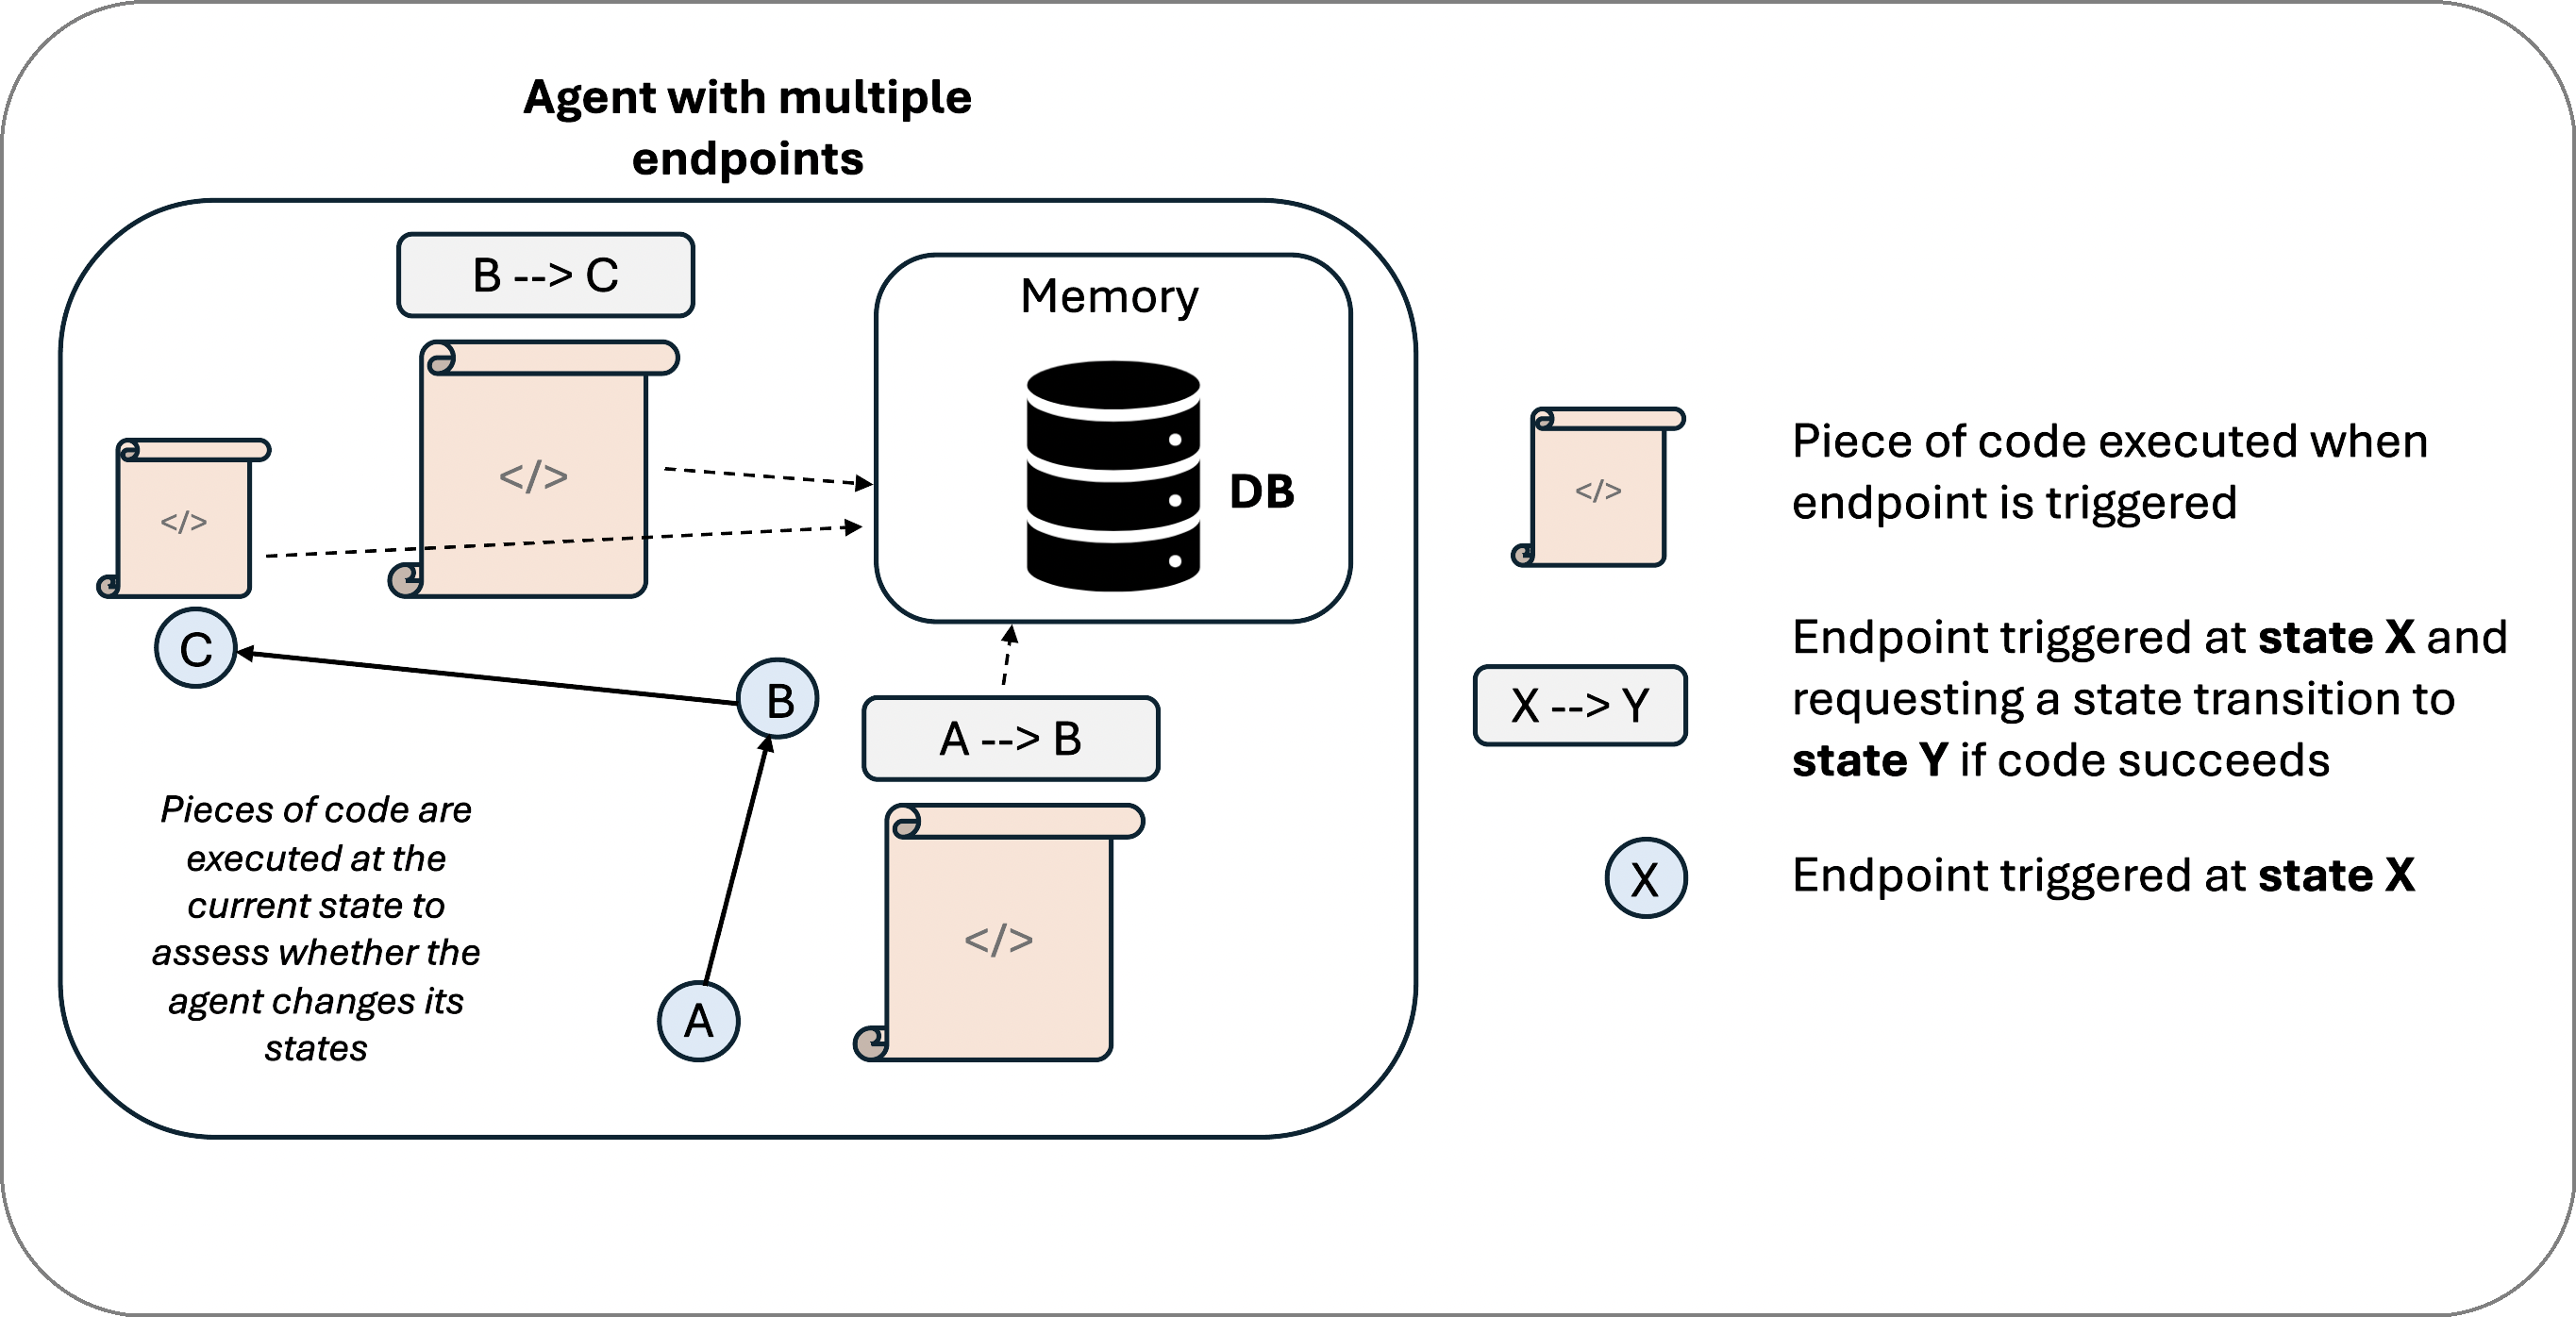 Agent with multiple
endpoints
B --> C
Memory
</>
</>
DB
C
B
A --> B
Pieces of code are
executed at the
current state to
assess whether the
agent changes its
states
</>
A
</>
Piece of code executed when
endpoint is triggered
X --> Y
Endpoint triggered at state X and
requesting a state transition to
state Y if code succeeds
X
Endpoint triggered at state X